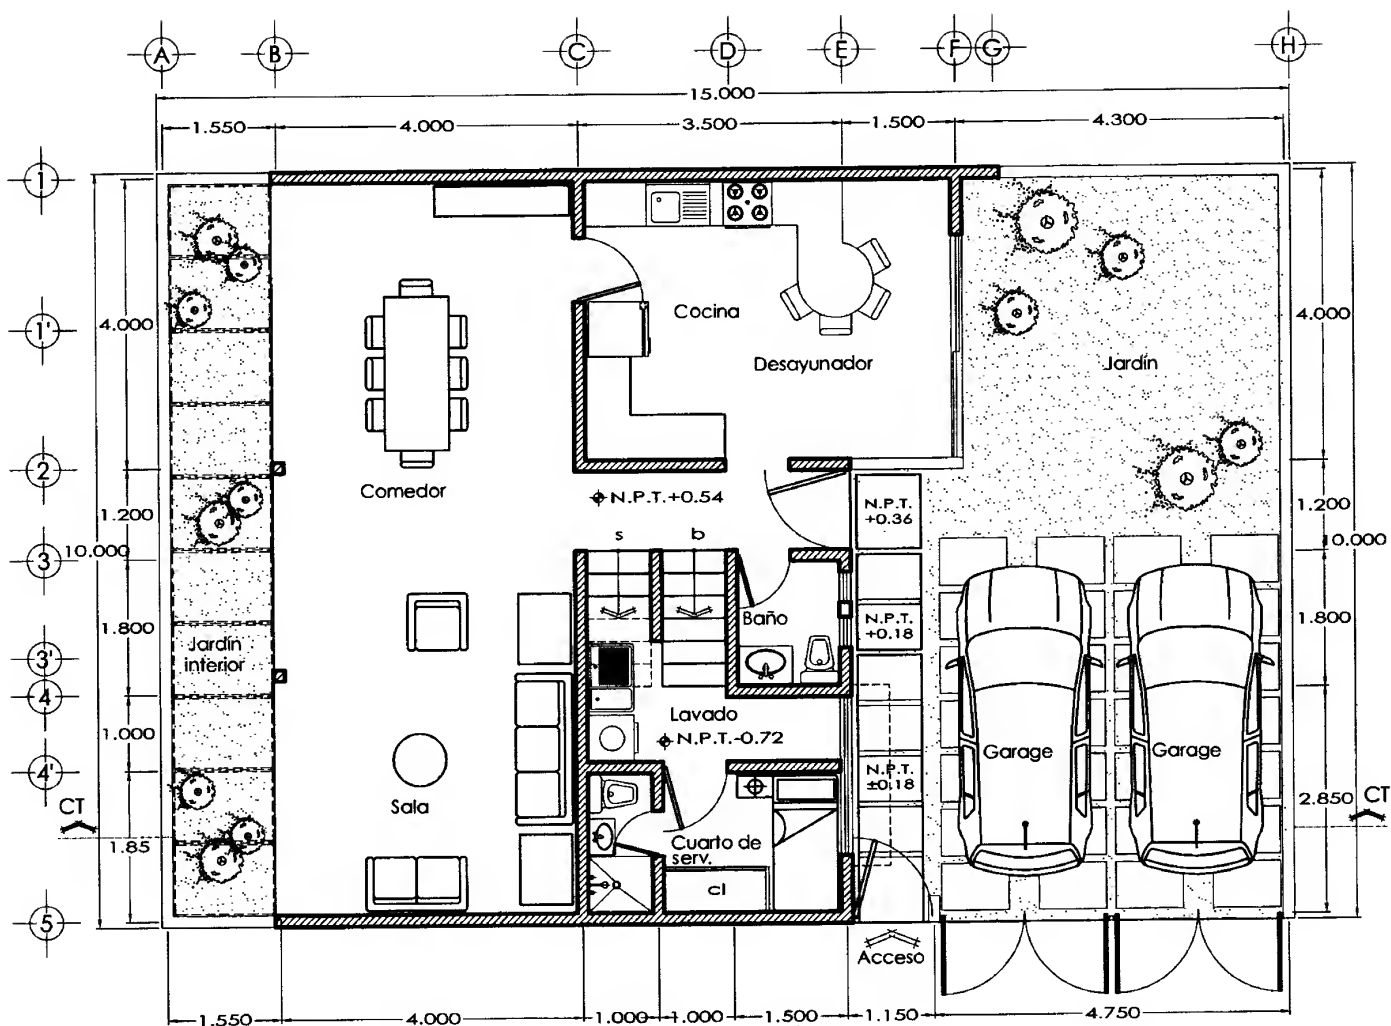 A B C D E F G H
15.000
1.550 4.000 3.500 1.500 4.300
1
4.000
1'
4.000
Cocina
Desayunador
Jardín
2
Comedor
N.P.T.+0.54
N.P.T.
+0.36
1.200
1.200
s b
3
10.000
10.000
Baño
N.P.T.
+0.18
1.800
1.800
Jardín
interior
3'
4
Lavado
N.P.T.-0.72
1.000
Garage
Garage
4'
N.P.T.
±0.18
CT
CT
2.850
Sala
1.85
Cuarto de
serv.
cl
5
Acceso
1.550 4.000 1.000 1.000 1.500 1.150 4.750